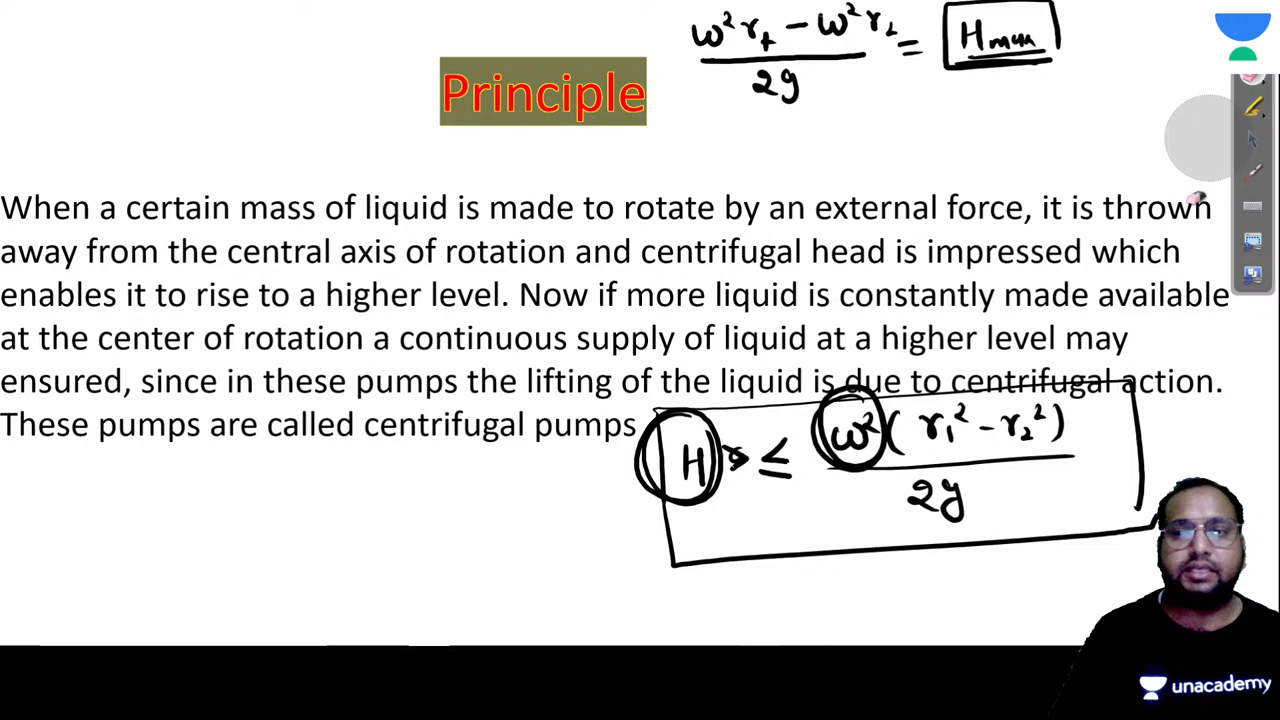 ω²r₁ − ω²r₂ = Hmax
2g
Principle
When a certain mass of liquid is made to rotate by an external force, it is thrown
away from the central axis of rotation and centrifugal head is impressed which
enables it to rise to a higher level. Now if more liquid is constantly made available
at the center of rotation a continuous supply of liquid at a higher level may
ensured, since in these pumps the lifting of the liquid is due to centrifugal action.
These pumps are called centrifugal pumps
H ≤ ω² ( r₁² − r₂² )
2g
unacademy